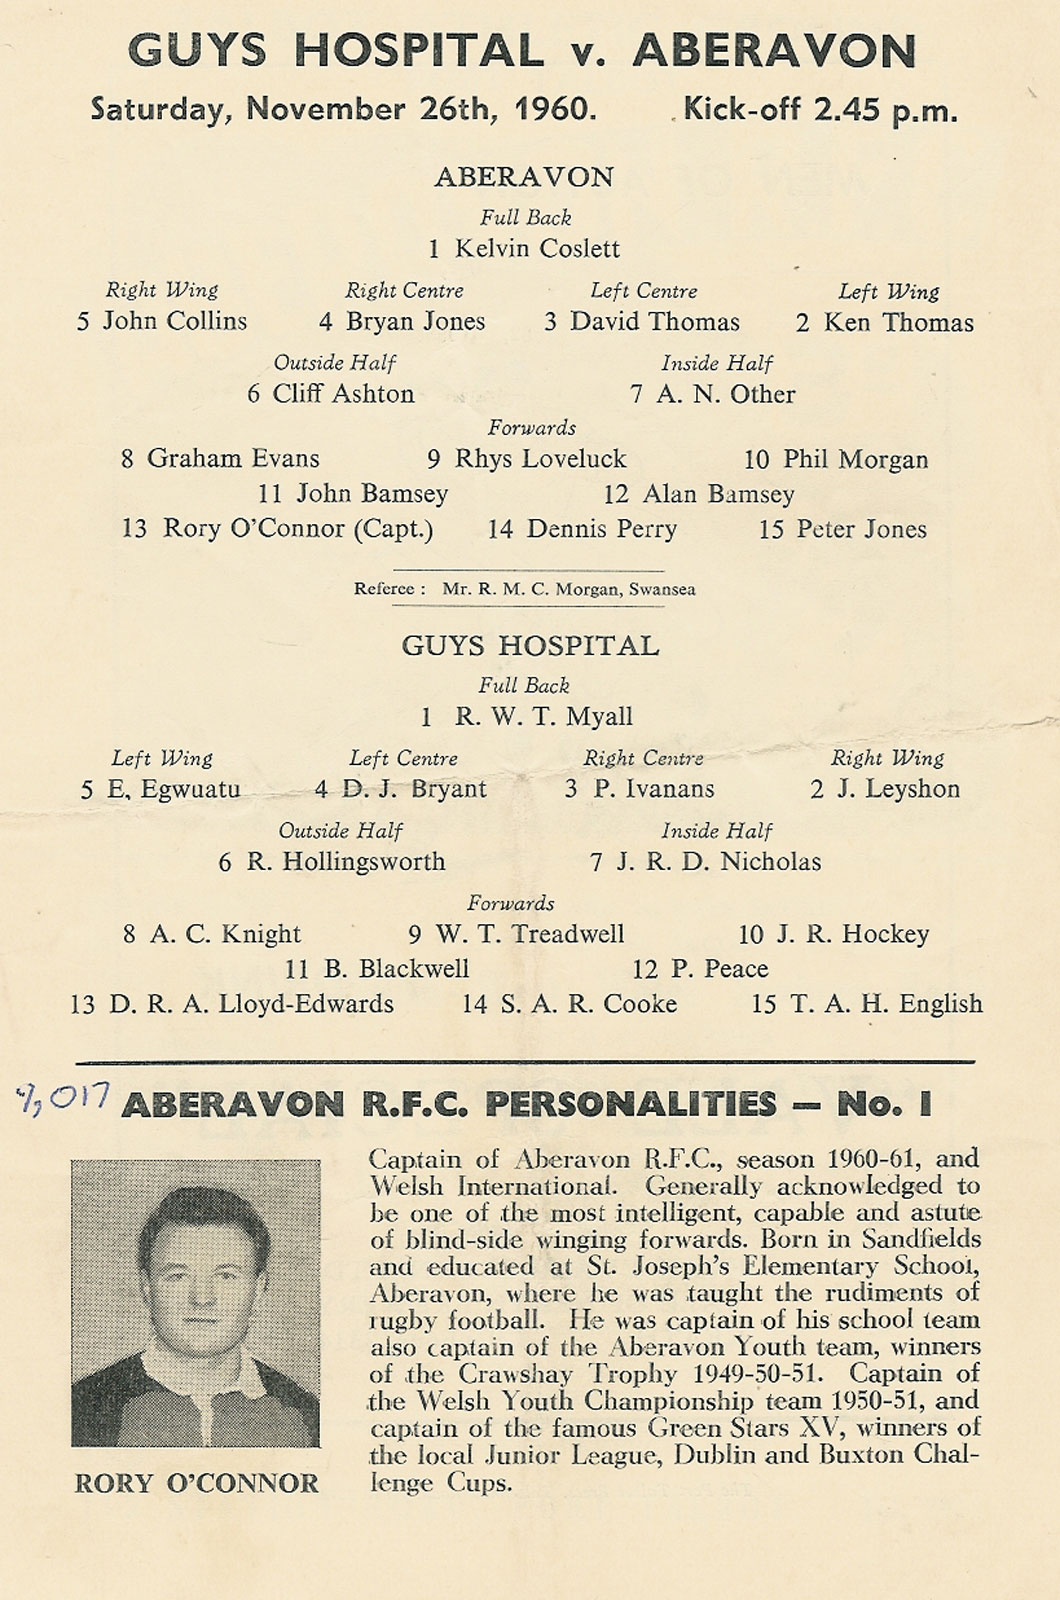 GUYS HOSPITAL v. ABERAVON
Saturday, November 26th, 1960. Kick-off 2.45 p.m.
ABERAVON
Full Back
1 Kelvin Coslett
Right Wing Right Centre Left Centre Left Wing
5 John Collins 4 Bryan Jones 3 David Thomas 2 Ken Thomas
Outside Half Inside Half
6 Cliff Ashton 7 A. N. Other
Forwards
8 Graham Evans 9 Rhys Loveluck 10 Phil Morgan
11 John Bamsey 12 Alan Bamsey
13 Rory O'Connor (Capt.) 14 Dennis Perry 15 Peter Jones
Referee : Mr. R. M. C. Morgan, Swansea
GUYS HOSPITAL
Full Back
1 R. W. T. Myall
Left Wing Left Centre Right Centre Right Wing
5 E. Egwuatu 4 D. J. Bryant 3 P. Ivanans 2 J. Leyshon
Outside Half Inside Half
6 R. Hollingsworth 7 J. R. D. Nicholas
Forwards
8 A. C. Knight 9 W. T. Treadwell 10 J. R. Hockey
11 B. Blackwell 12 P. Peace
13 D. R. A. Lloyd-Edwards 14 S. A. R. Cooke 15 T. A. H. English
ABERAVON R.F.C. PERSONALITIES — No. 1
Captain of Aberavon R.F.C., season 1960-61, and
Welsh International. Generally acknowledged to
be one of the most intelligent, capable and astute
of blind-side winging forwards. Born in Sandfields
and educated at St. Joseph's Elementary School,
Aberavon, where he was taught the rudiments of
rugby football. He was captain of his school team
also captain of the Aberavon Youth team, winners
of the Crawshay Trophy 1949-50-51. Captain of
the Welsh Youth Championship team 1950-51, and
captain of the famous Green Stars XV, winners of
the local Junior League, Dublin and Buxton Chal-
lenge Cups.
RORY O'CONNOR